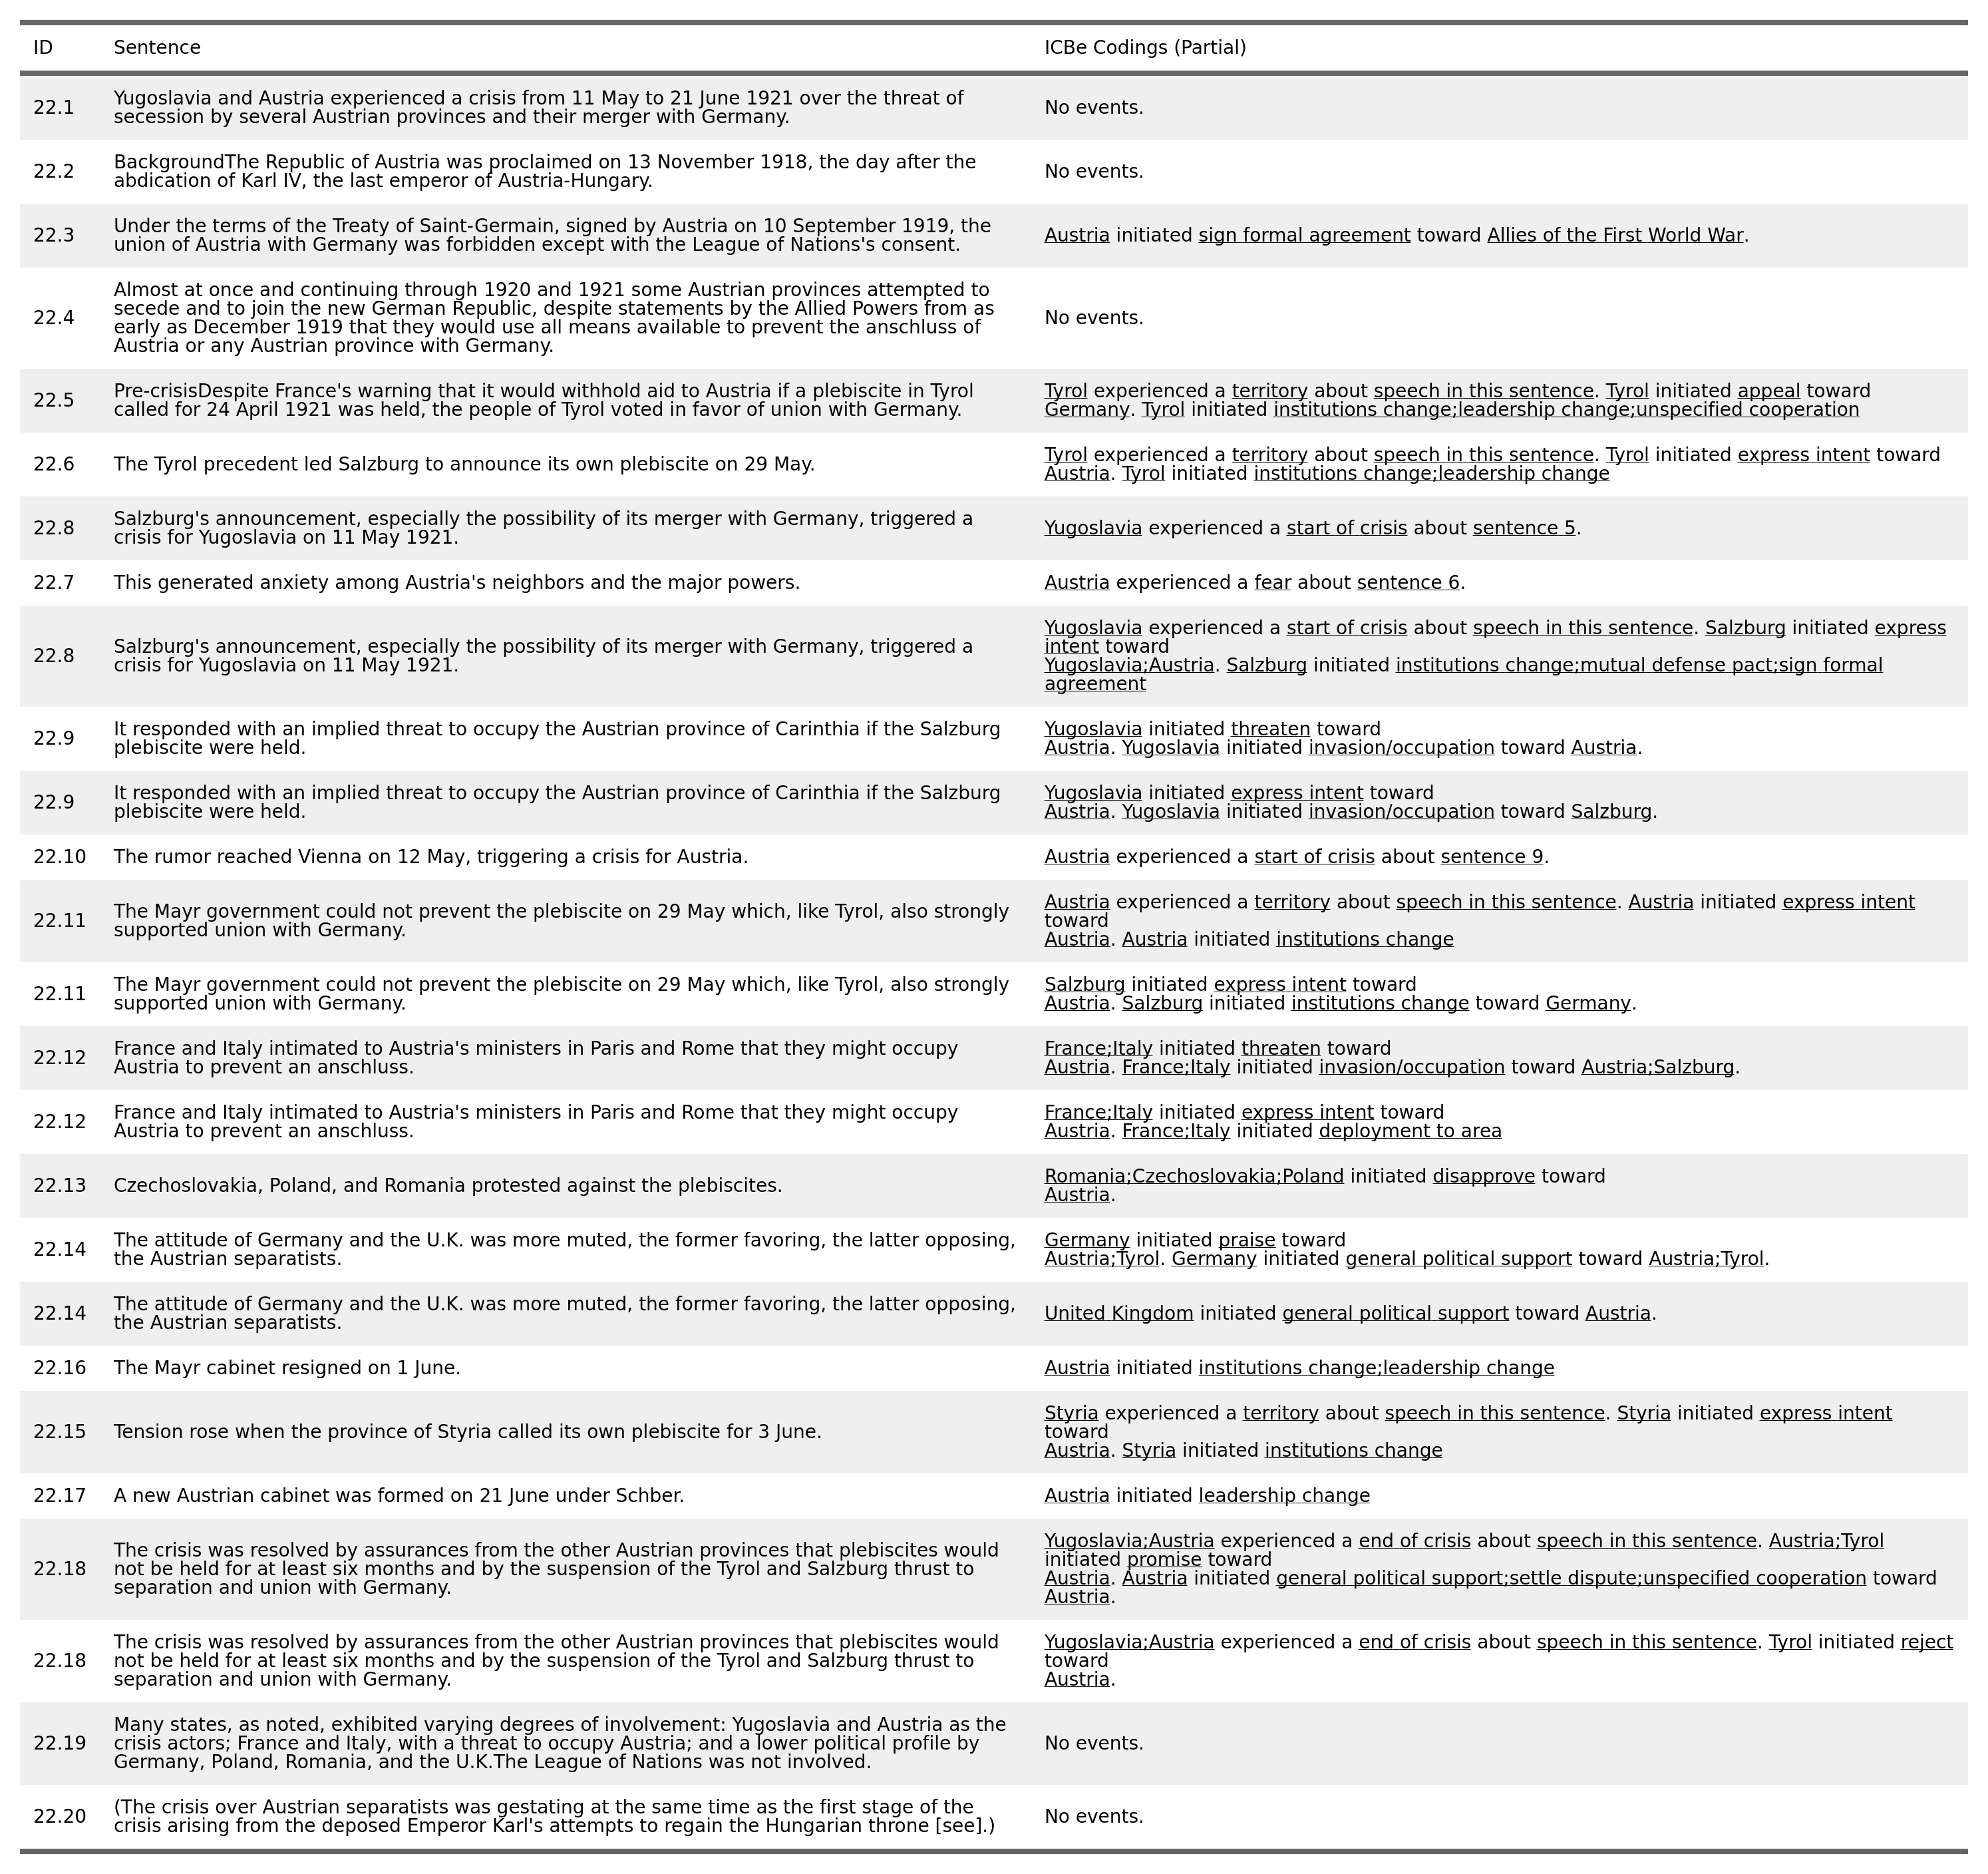 ID Sentence ICBe Codings (Partial)
22.1 Yugoslavia and Austria experienced a crisis from 11 May to 21 June 1921 over the threat of
secession by several Austrian provinces and their merger with Germany.
No events.
22.2 BackgroundThe Republic of Austria was proclaimed on 13 November 1918, the day after the
abdication of Karl IV, the last emperor of Austria-Hungary.
No events.
22.3 Under the terms of the Treaty of Saint-Germain, signed by Austria on 10 September 1919, the
union of Austria with Germany was forbidden except with the League of Nations's consent.
Austria initiated sign formal agreement toward Allies of the First World War.
22.4 Almost at once and continuing through 1920 and 1921 some Austrian provinces attempted to
secede and to join the new German Republic, despite statements by the Allied Powers from as
early as December 1919 that they would use all means available to prevent the anschluss of
Austria or any Austrian province with Germany.
No events.
22.5 Pre-crisisDespite France's warning that it would withhold aid to Austria if a plebiscite in Tyrol
called for 24 April 1921 was held, the people of Tyrol voted in favor of union with Germany.
Tyrol experienced a territory about speech in this sentence. Tyrol initiated appeal toward
Germany. Tyrol initiated institutions change;leadership change;unspecified cooperation
22.6 The Tyrol precedent led Salzburg to announce its own plebiscite on 29 May.
Tyrol experienced a territory about speech in this sentence. Tyrol initiated express intent toward
Austria. Tyrol initiated institutions change;leadership change
22.8 Salzburg's announcement, especially the possibility of its merger with Germany, triggered a
crisis for Yugoslavia on 11 May 1921.
Yugoslavia experienced a start of crisis about sentence 5.
22.7 This generated anxiety among Austria's neighbors and the major powers.
Austria experienced a fear about sentence 6.
22.8 Salzburg's announcement, especially the possibility of its merger with Germany, triggered a
crisis for Yugoslavia on 11 May 1921.
Yugoslavia experienced a start of crisis about speech in this sentence. Salzburg initiated express
intent toward
Yugoslavia;Austria. Salzburg initiated institutions change;mutual defense pact;sign formal
agreement
22.9 It responded with an implied threat to occupy the Austrian province of Carinthia if the Salzburg
plebiscite were held.
Yugoslavia initiated threaten toward
Austria. Yugoslavia initiated invasion/occupation toward Austria.
22.9 It responded with an implied threat to occupy the Austrian province of Carinthia if the Salzburg
plebiscite were held.
Yugoslavia initiated express intent toward
Austria. Yugoslavia initiated invasion/occupation toward Salzburg.
22.10 The rumor reached Vienna on 12 May, triggering a crisis for Austria.
Austria experienced a start of crisis about sentence 9.
22.11 The Mayr government could not prevent the plebiscite on 29 May which, like Tyrol, also strongly
supported union with Germany.
Austria experienced a territory about speech in this sentence. Austria initiated express intent
toward
Austria. Austria initiated institutions change
22.11 The Mayr government could not prevent the plebiscite on 29 May which, like Tyrol, also strongly
supported union with Germany.
Salzburg initiated express intent toward
Austria. Salzburg initiated institutions change toward Germany.
22.12 France and Italy intimated to Austria's ministers in Paris and Rome that they might occupy
Austria to prevent an anschluss.
France;Italy initiated threaten toward
Austria. France;Italy initiated invasion/occupation toward Austria;Salzburg.
22.12 France and Italy intimated to Austria's ministers in Paris and Rome that they might occupy
Austria to prevent an anschluss.
France;Italy initiated express intent toward
Austria. France;Italy initiated deployment to area
22.13 Czechoslovakia, Poland, and Romania protested against the plebiscites.
Romania;Czechoslovakia;Poland initiated disapprove toward
Austria.
22.14 The attitude of Germany and the U.K. was more muted, the former favoring, the latter opposing,
the Austrian separatists.
Germany initiated praise toward
Austria;Tyrol. Germany initiated general political support toward Austria;Tyrol.
22.14 The attitude of Germany and the U.K. was more muted, the former favoring, the latter opposing,
the Austrian separatists.
United Kingdom initiated general political support toward Austria.
22.16 The Mayr cabinet resigned on 1 June.
Austria initiated institutions change;leadership change
22.15 Tension rose when the province of Styria called its own plebiscite for 3 June.
Styria experienced a territory about speech in this sentence. Styria initiated express intent
toward
Austria. Styria initiated institutions change
22.17 A new Austrian cabinet was formed on 21 June under Schber.
Austria initiated leadership change
22.18 The crisis was resolved by assurances from the other Austrian provinces that plebiscites would
not be held for at least six months and by the suspension of the Tyrol and Salzburg thrust to
separation and union with Germany.
Yugoslavia;Austria experienced a end of crisis about speech in this sentence. Austria;Tyrol
initiated promise toward
Austria. Austria initiated general political support;settle dispute;unspecified cooperation toward
Austria.
22.18 The crisis was resolved by assurances from the other Austrian provinces that plebiscites would
not be held for at least six months and by the suspension of the Tyrol and Salzburg thrust to
separation and union with Germany.
Yugoslavia;Austria experienced a end of crisis about speech in this sentence. Tyrol initiated reject
toward
Austria.
22.19 Many states, as noted, exhibited varying degrees of involvement: Yugoslavia and Austria as the
crisis actors; France and Italy, with a threat to occupy Austria; and a lower political profile by
Germany, Poland, Romania, and the U.K.The League of Nations was not involved.
No events.
22.20 (The crisis over Austrian separatists was gestating at the same time as the first stage of the
crisis arising from the deposed Emperor Karl's attempts to regain the Hungarian throne [see].)
No events.